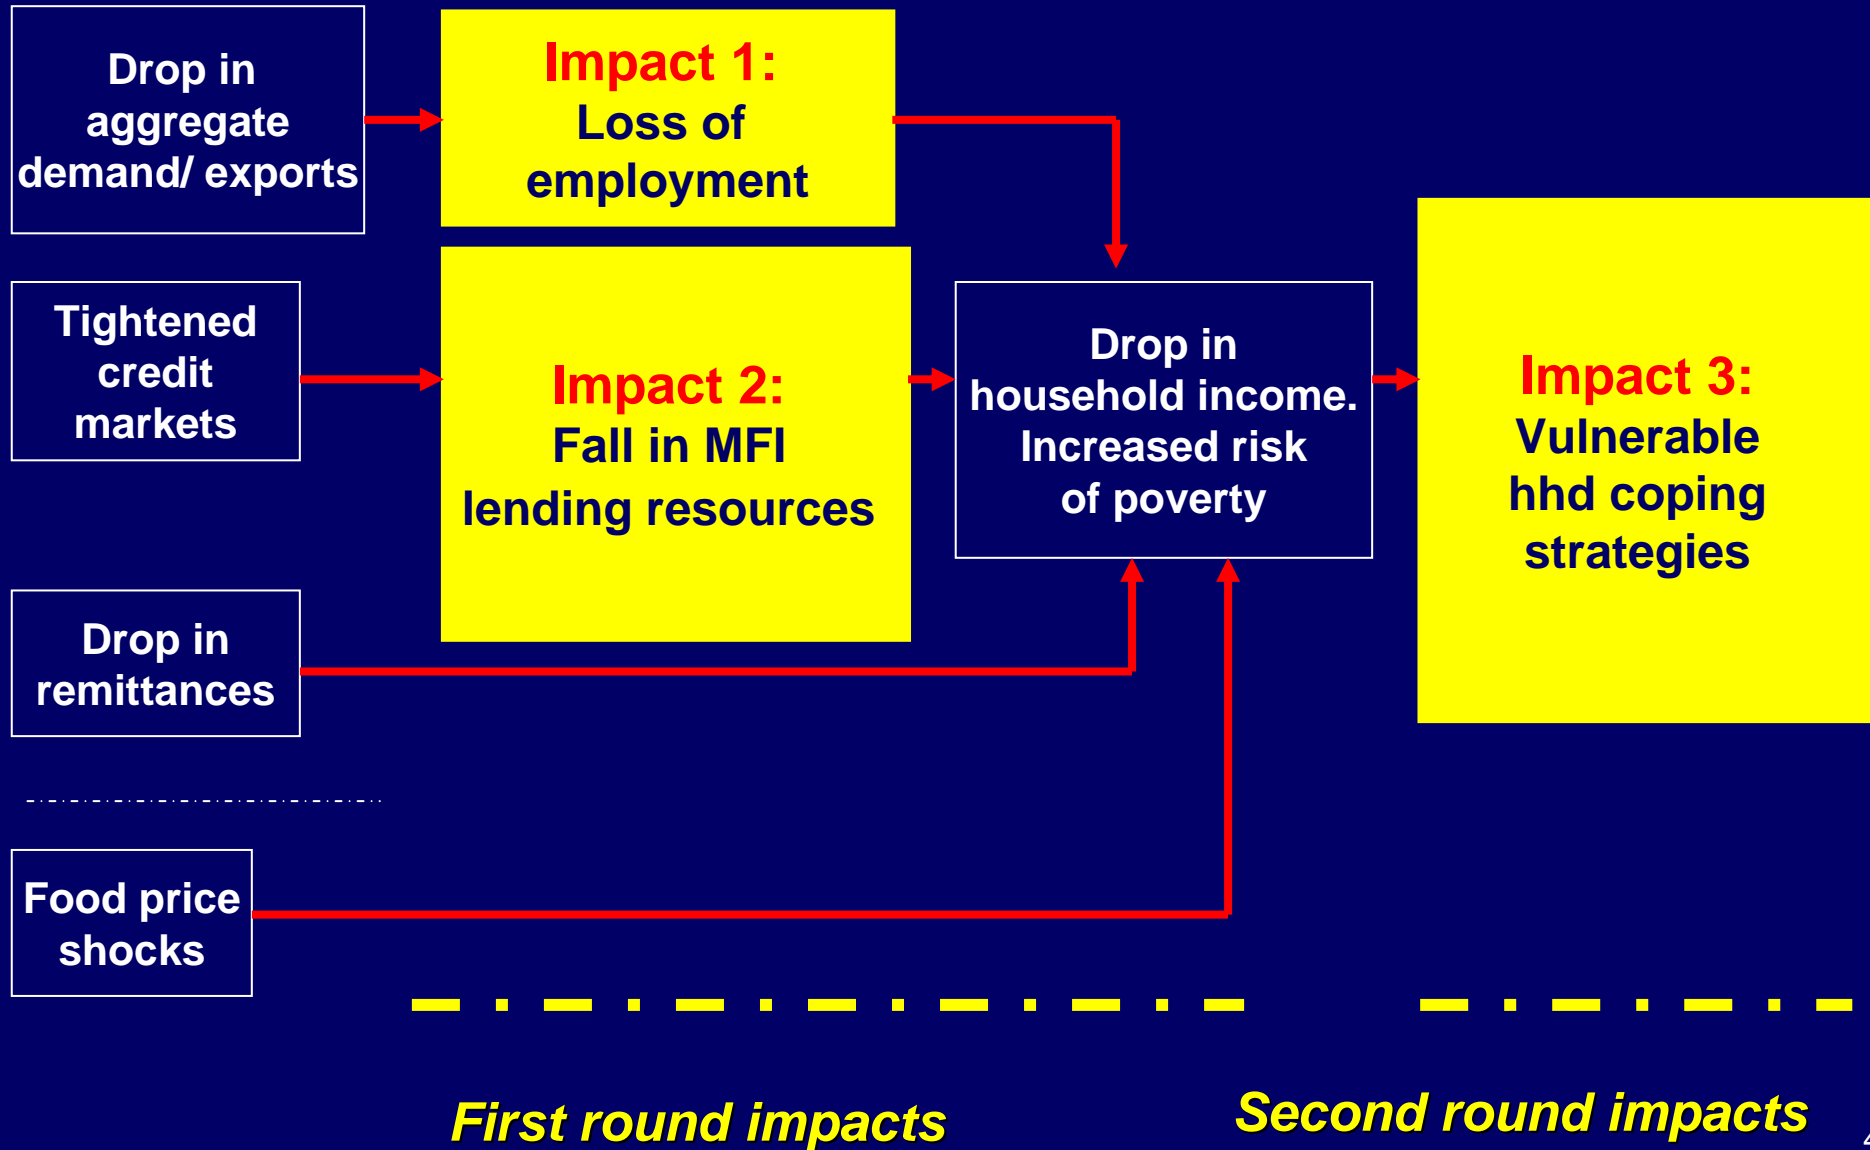 Drop in
aggregate
demand/ exports
Impact 1:
Loss of
employment
Tightened
credit
markets
Impact 2:
Fall in MFI
lending resources
Drop in
household income.
Increased risk
of poverty
Impact 3:
Vulnerable
hhd coping
strategies
Drop in
remittances
Food price
shocks
First round impacts
Second round impacts